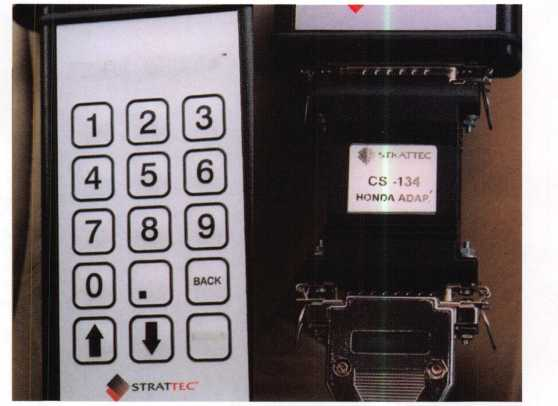 1 2 3
4 5 6
7 8 9
0 . BACK
STRATTEC
STRATTEC
CS -134
HONDA ADAP.